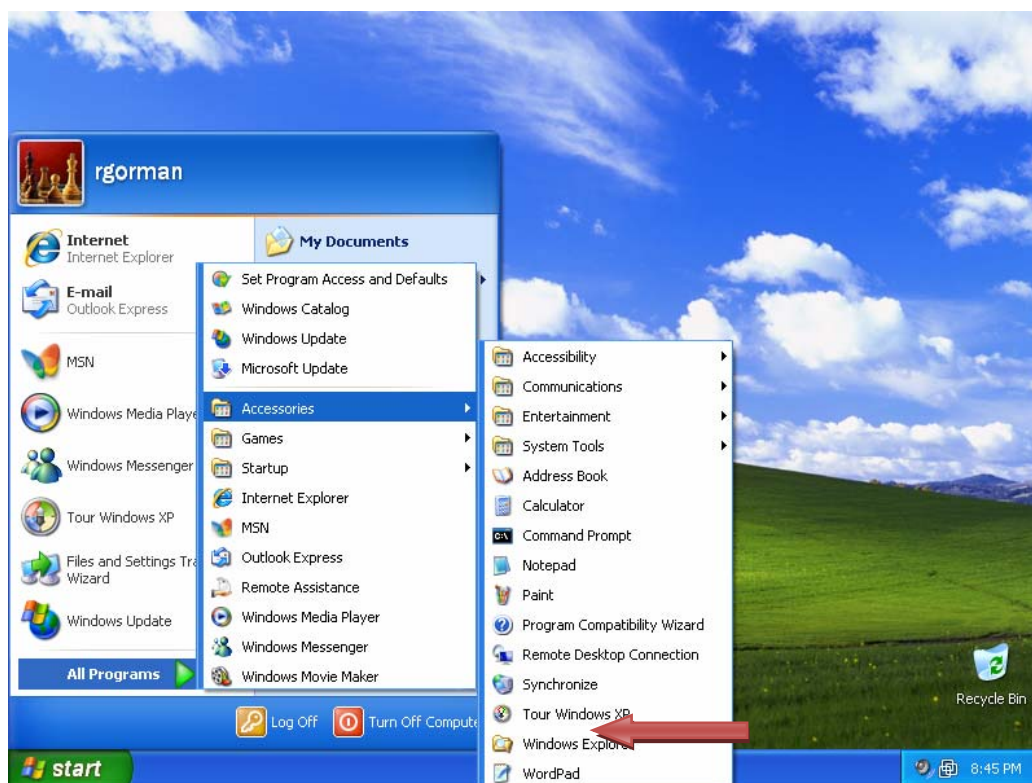 rgorman
Internet
Internet Explorer
E-mail
Outlook Express
MSN
Windows Media Playe
Windows Messenger
Tour Windows XP
Files and Settings Tra
Wizard
Windows Update
All Programs
My Documents
Set Program Access and Defaults
Windows Catalog
Windows Update
Microsoft Update
Accessories
Games
Startup
Internet Explorer
MSN
Outlook Express
Remote Assistance
Windows Media Player
Windows Messenger
Windows Movie Maker
Accessibility
Communications
Entertainment
System Tools
Address Book
Calculator
C:\
Command Prompt
Notepad
Paint
Program Compatibility Wizard
Remote Desktop Connection
Synchronize
Tour Windows XP
Windows Explorer
WordPad
Log Off
Turn Off Compute
Recycle Bin
start
8:45 PM